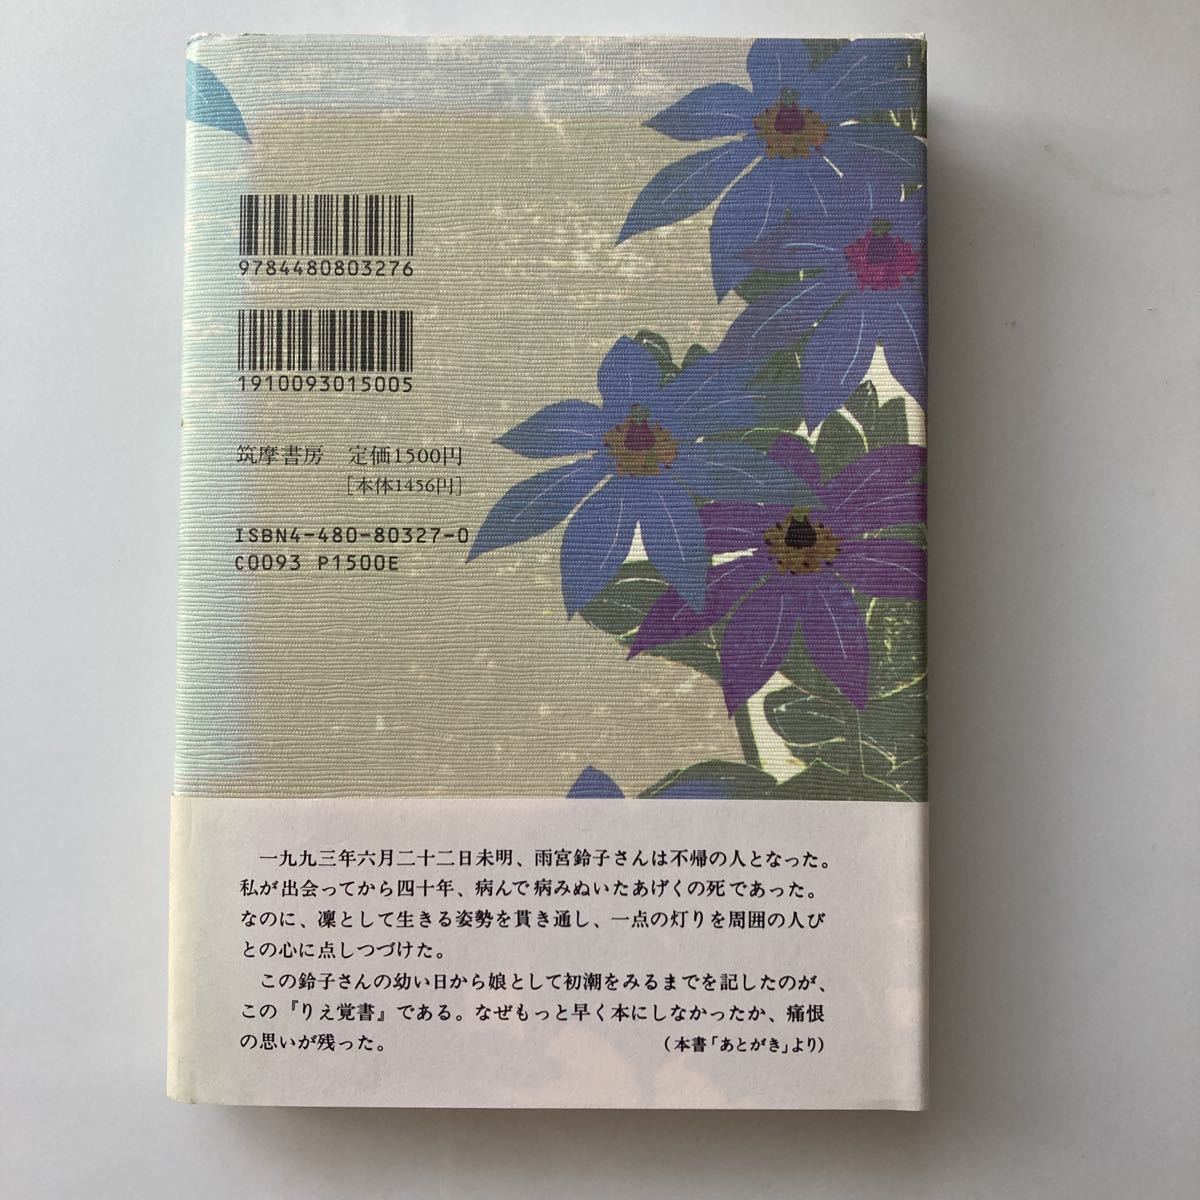 9784480803276
1910093015005
筑摩書房　定価1500円
［本体1456円］
ISBN4-480-80327-0
C0093 P1500E
一九九三年六月二十二日未明、雨宮鈴子さんは不帰の人となった。
私が出会ってから四十年、病んで病みぬいたあげくの死であった。
なのに、凜として生きる姿勢を貫き通し、一点の灯りを周囲の人び
との心に点しつづけた。
この鈴子さんの幼い日から娘として初潮をみるまでを記したのが、
この『りえ覚書』である。なぜもっと早く本にしなかったか、痛恨
の思いが残った。　（本書「あとがき」より）